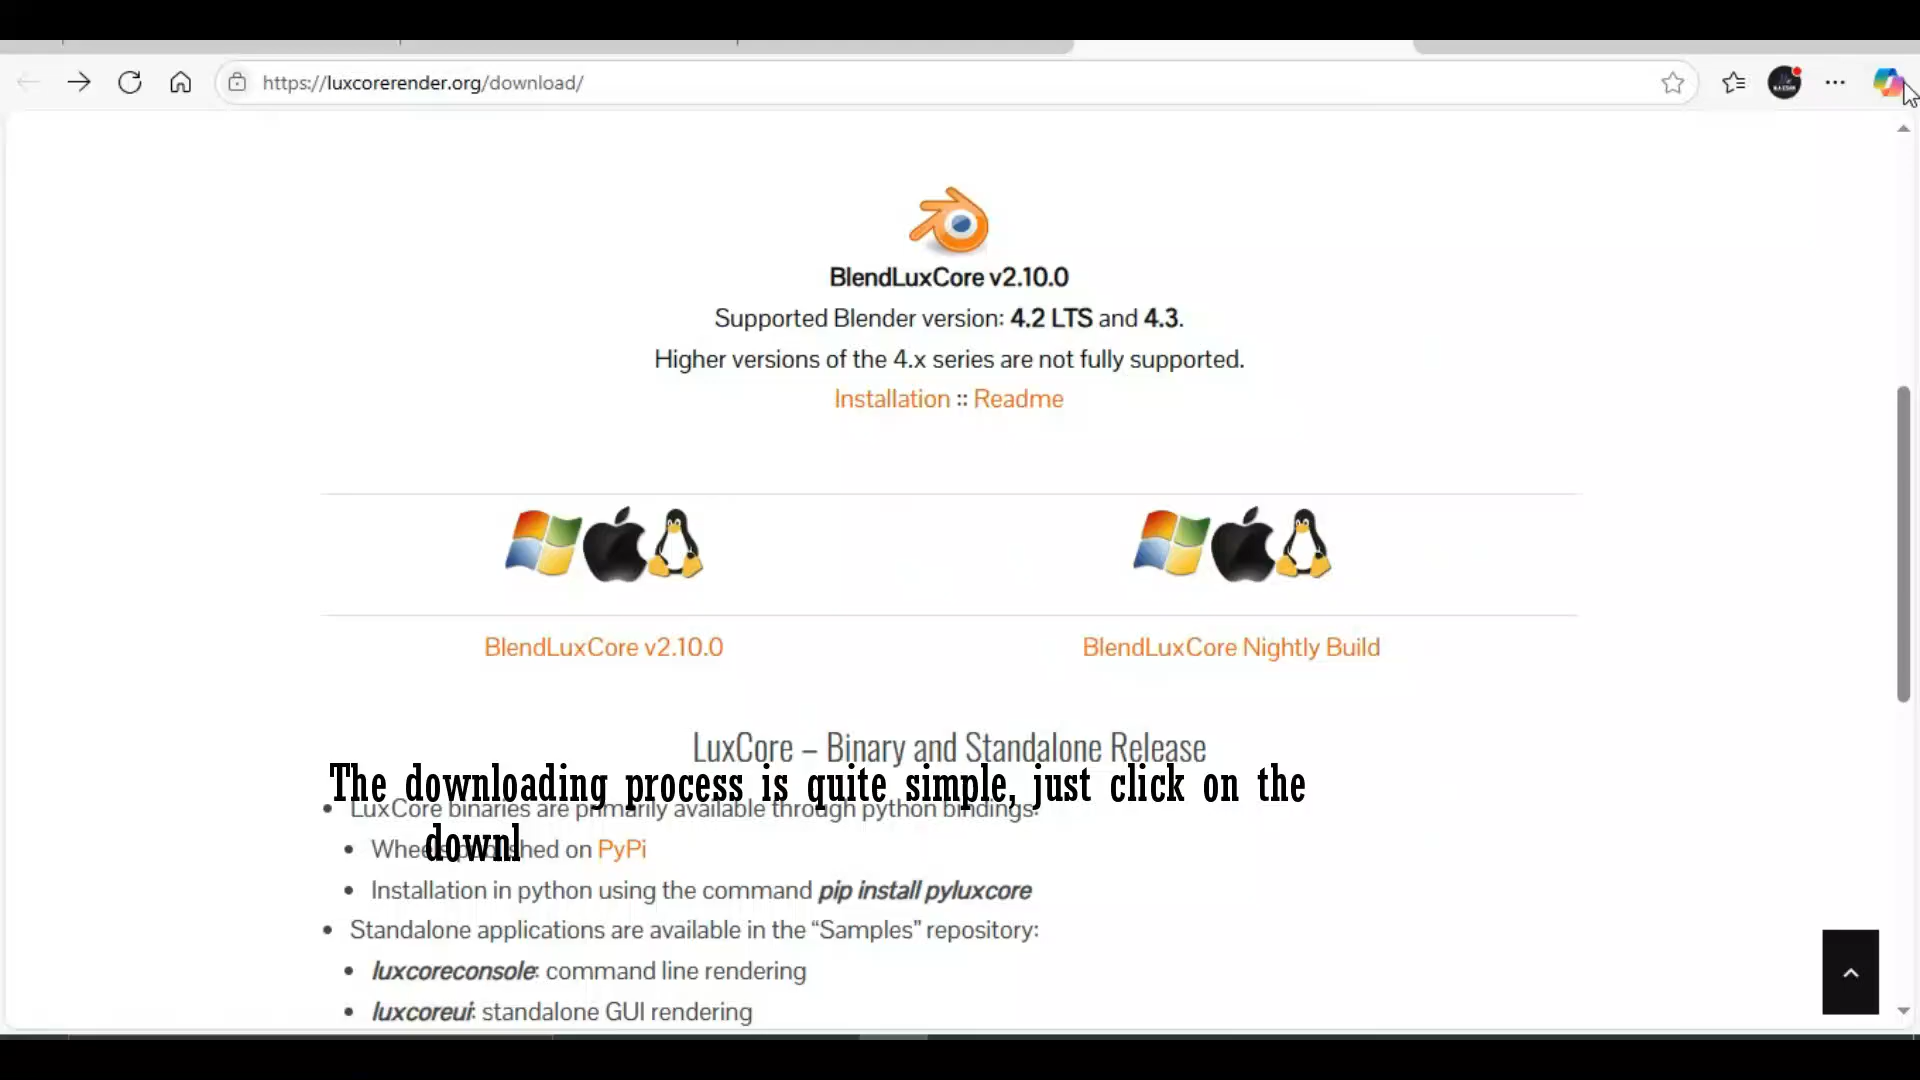 https://luxcorerender.org/download/
BlendLuxCore v2.10.0
Supported Blender version: 4.2 LTS and 4.3.
Higher versions of the 4.x series are not fully supported.
Installation :: Readme
BlendLuxCore v2.10.0
BlendLuxCore Nightly Build
LuxCore – Binary and Standalone Release
The downloading process is quite simple, just click on the
downl
• LuxCore binaries are primarily available through python bindings:
• Wheels published on PyPi
• Installation in python using the command pip install pyluxcore
• Standalone applications are available in the “Samples” repository:
• luxcoreconsole: command line rendering
• luxcoreui: standalone GUI rendering